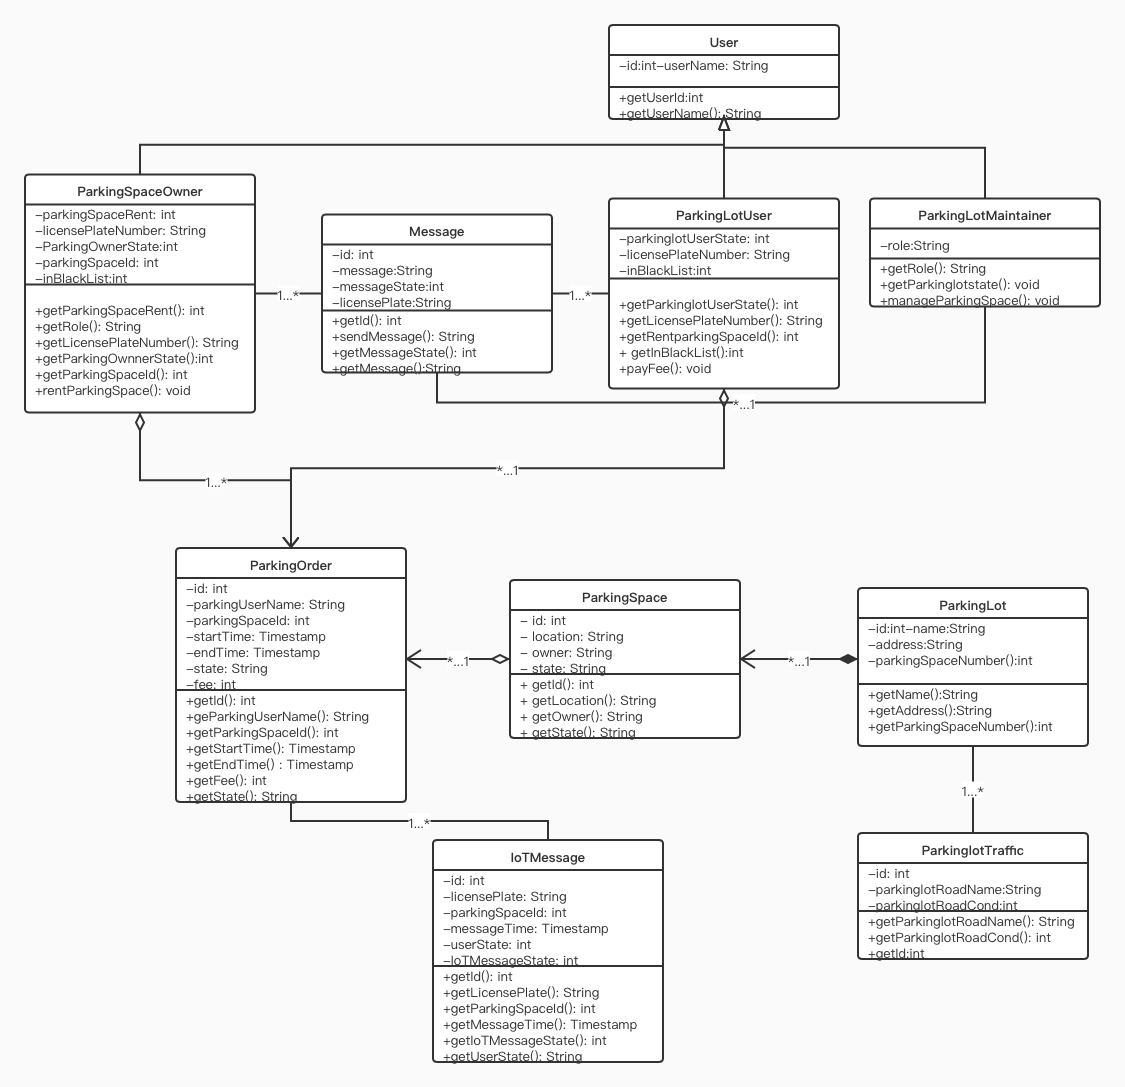 User
-id:int-userName: String
+getUserId:int
+getUserName(): String
ParkingSpaceOwner
-parkingSpaceRent: int
-licensePlateNumber: String
-ParkingOwnerState:int
-parkingSpaceId: int
-inBlackList:int
+getParkingSpaceRent(): int
+getRole(): String
+getLicensePlateNumber(): String
+getParkingOwnnerState():int
+getParkingSpaceId(): int
+rentParkingSpace(): void
1...*
Message
-id: int
-message:String
-messageState:int
-licensePlate:String
+getId(): int
+sendMessage(): String
+getMessageState(): int
+getMessage():String
1...*
ParkingLotUser
-parkinglotUserState: int
-licensePlateNumber: String
-inBlackList:int
+getParkinglotUserState(): int
+getLicensePlateNumber(): String
+getRentparkingSpaceId(): int
+ getInBlackList():int
+payFee(): void
ParkingLotMaintainer
-role:String
+getRole(): String
+getParkinglotstate(): void
+manageParkingSpace(): void
*...1
*...1
1...*
ParkingOrder
-id: int
-parkingUserName: String
-parkingSpaceId: int
-startTime: Timestamp
-endTime: Timestamp
-state: String
-fee: int
+getId(): int
+geParkingUserName(): String
+getParkingSpaceId(): int
+getStartTime(): Timestamp
+getEndTime() : Timestamp
+getFee(): int
+getState(): String
*...1
ParkingSpace
- id: int
- location: String
- owner: String
- state: String
+ getId(): int
+ getLocation(): String
+ getOwner(): String
+ getState(): String
*...1
ParkingLot
-id:int-name:String
-address:String
-parkingSpaceNumber():int
+getName():String
+getAddress():String
+getParkingSpaceNumber():int
1...*
1...*
IoTMessage
-id: int
-licensePlate: String
-parkingSpaceId: int
-messageTime: Timestamp
-userState: int
-IoTMessageState: int
+getId(): int
+getLicensePlate(): String
+getParkingSpaceId(): int
+getMessageTime(): Timestamp
+getIoTMessageState(): int
+getUserState(): String
ParkinglotTraffic
-id: int
-parkinglotRoadName:String
-parkinglotRoadCond:int
+getParkinglotRoadName(): String
+getParkinglotRoadCond(): int
+getId:int